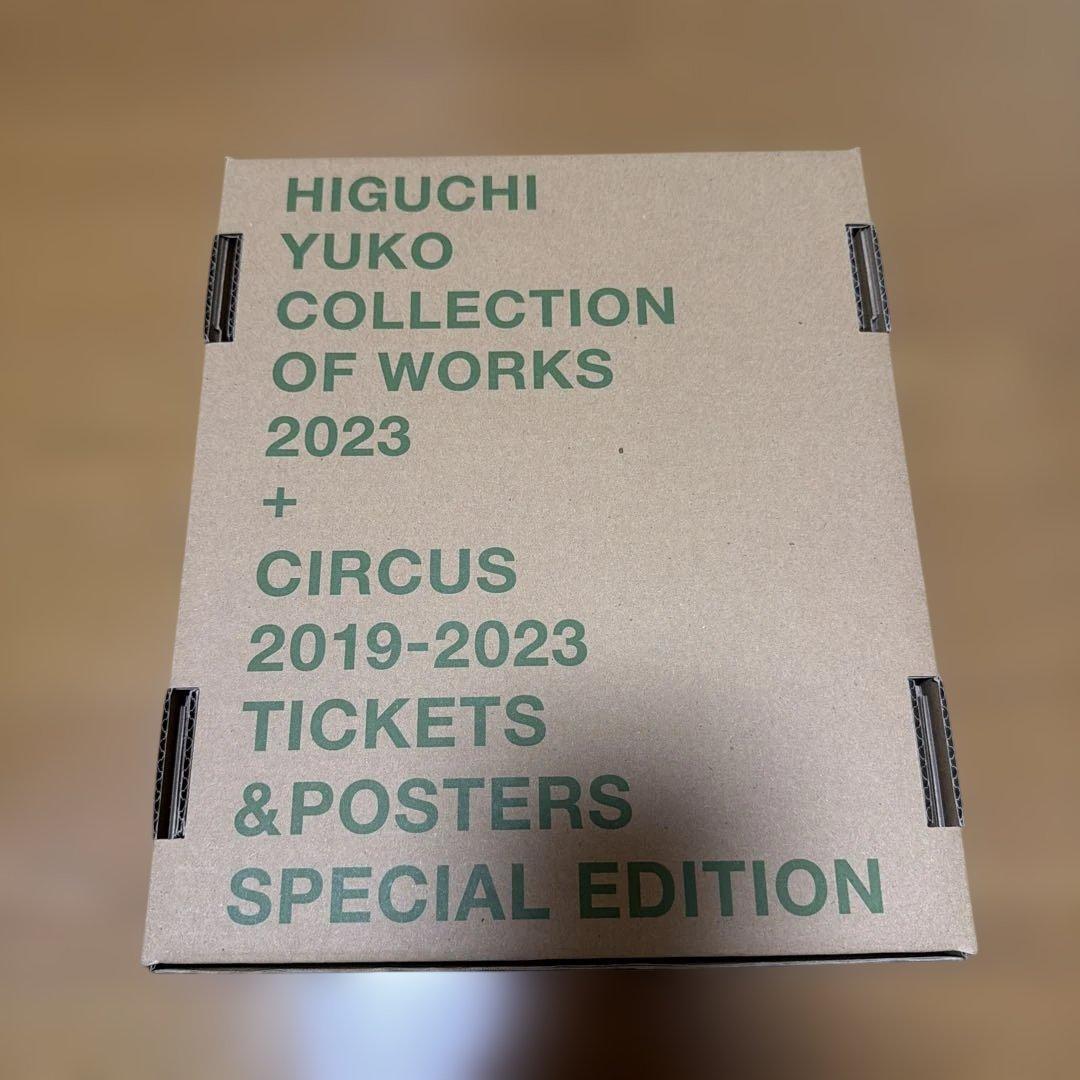 HIGUCHI
YUKO
COLLECTION
OF WORKS
2023
+
CIRCUS
2019-2023
TICKETS
&POSTERS
SPECIAL EDITION